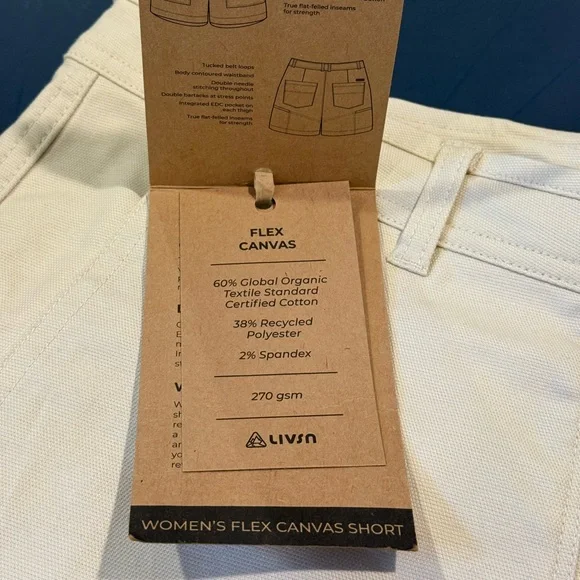 True flat-felled inseams
for strength
Tucked belt loops
Body contoured waistband
Double needle
stitching throughout
Double bartacks at stress points
Integrated EDC pocket on
each thigh
True flat-felled inseams
for strength
FLEX
CANVAS
60% Global Organic
Textile Standard
Certified Cotton
38% Recycled
Polyester
2% Spandex
270 gsm
LIVSN
WOMEN'S FLEX CANVAS SHORT